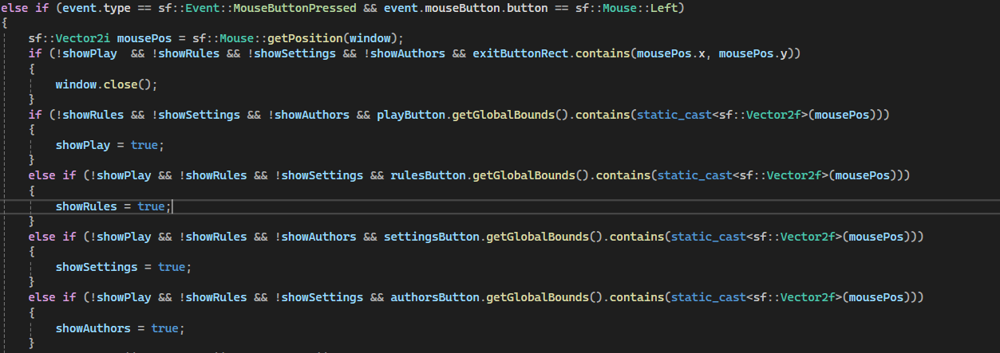 else if (event.type == sf::Event::MouseButtonPressed && event.mouseButton.button == sf::Mouse::Left)
{
    sf::Vector2i mousePos = sf::Mouse::getPosition(window);
    if (!showPlay  && !showRules && !showSettings && !showAuthors && exitButtonRect.contains(mousePos.x, mousePos.y))
    {
        window.close();
    }
    if (!showRules && !showSettings && !showAuthors && playButton.getGlobalBounds().contains(static_cast<sf::Vector2f>(mousePos)))
    {
        showPlay = true;
    }
    else if (!showPlay && !showRules && !showSettings && rulesButton.getGlobalBounds().contains(static_cast<sf::Vector2f>(mousePos)))
    {
        showRules = true;
    }
    else if (!showPlay && !showRules && !showAuthors && settingsButton.getGlobalBounds().contains(static_cast<sf::Vector2f>(mousePos)))
    {
        showSettings = true;
    }
    else if (!showPlay && !showRules && !showSettings && authorsButton.getGlobalBounds().contains(static_cast<sf::Vector2f>(mousePos)))
    {
        showAuthors = true;
    }